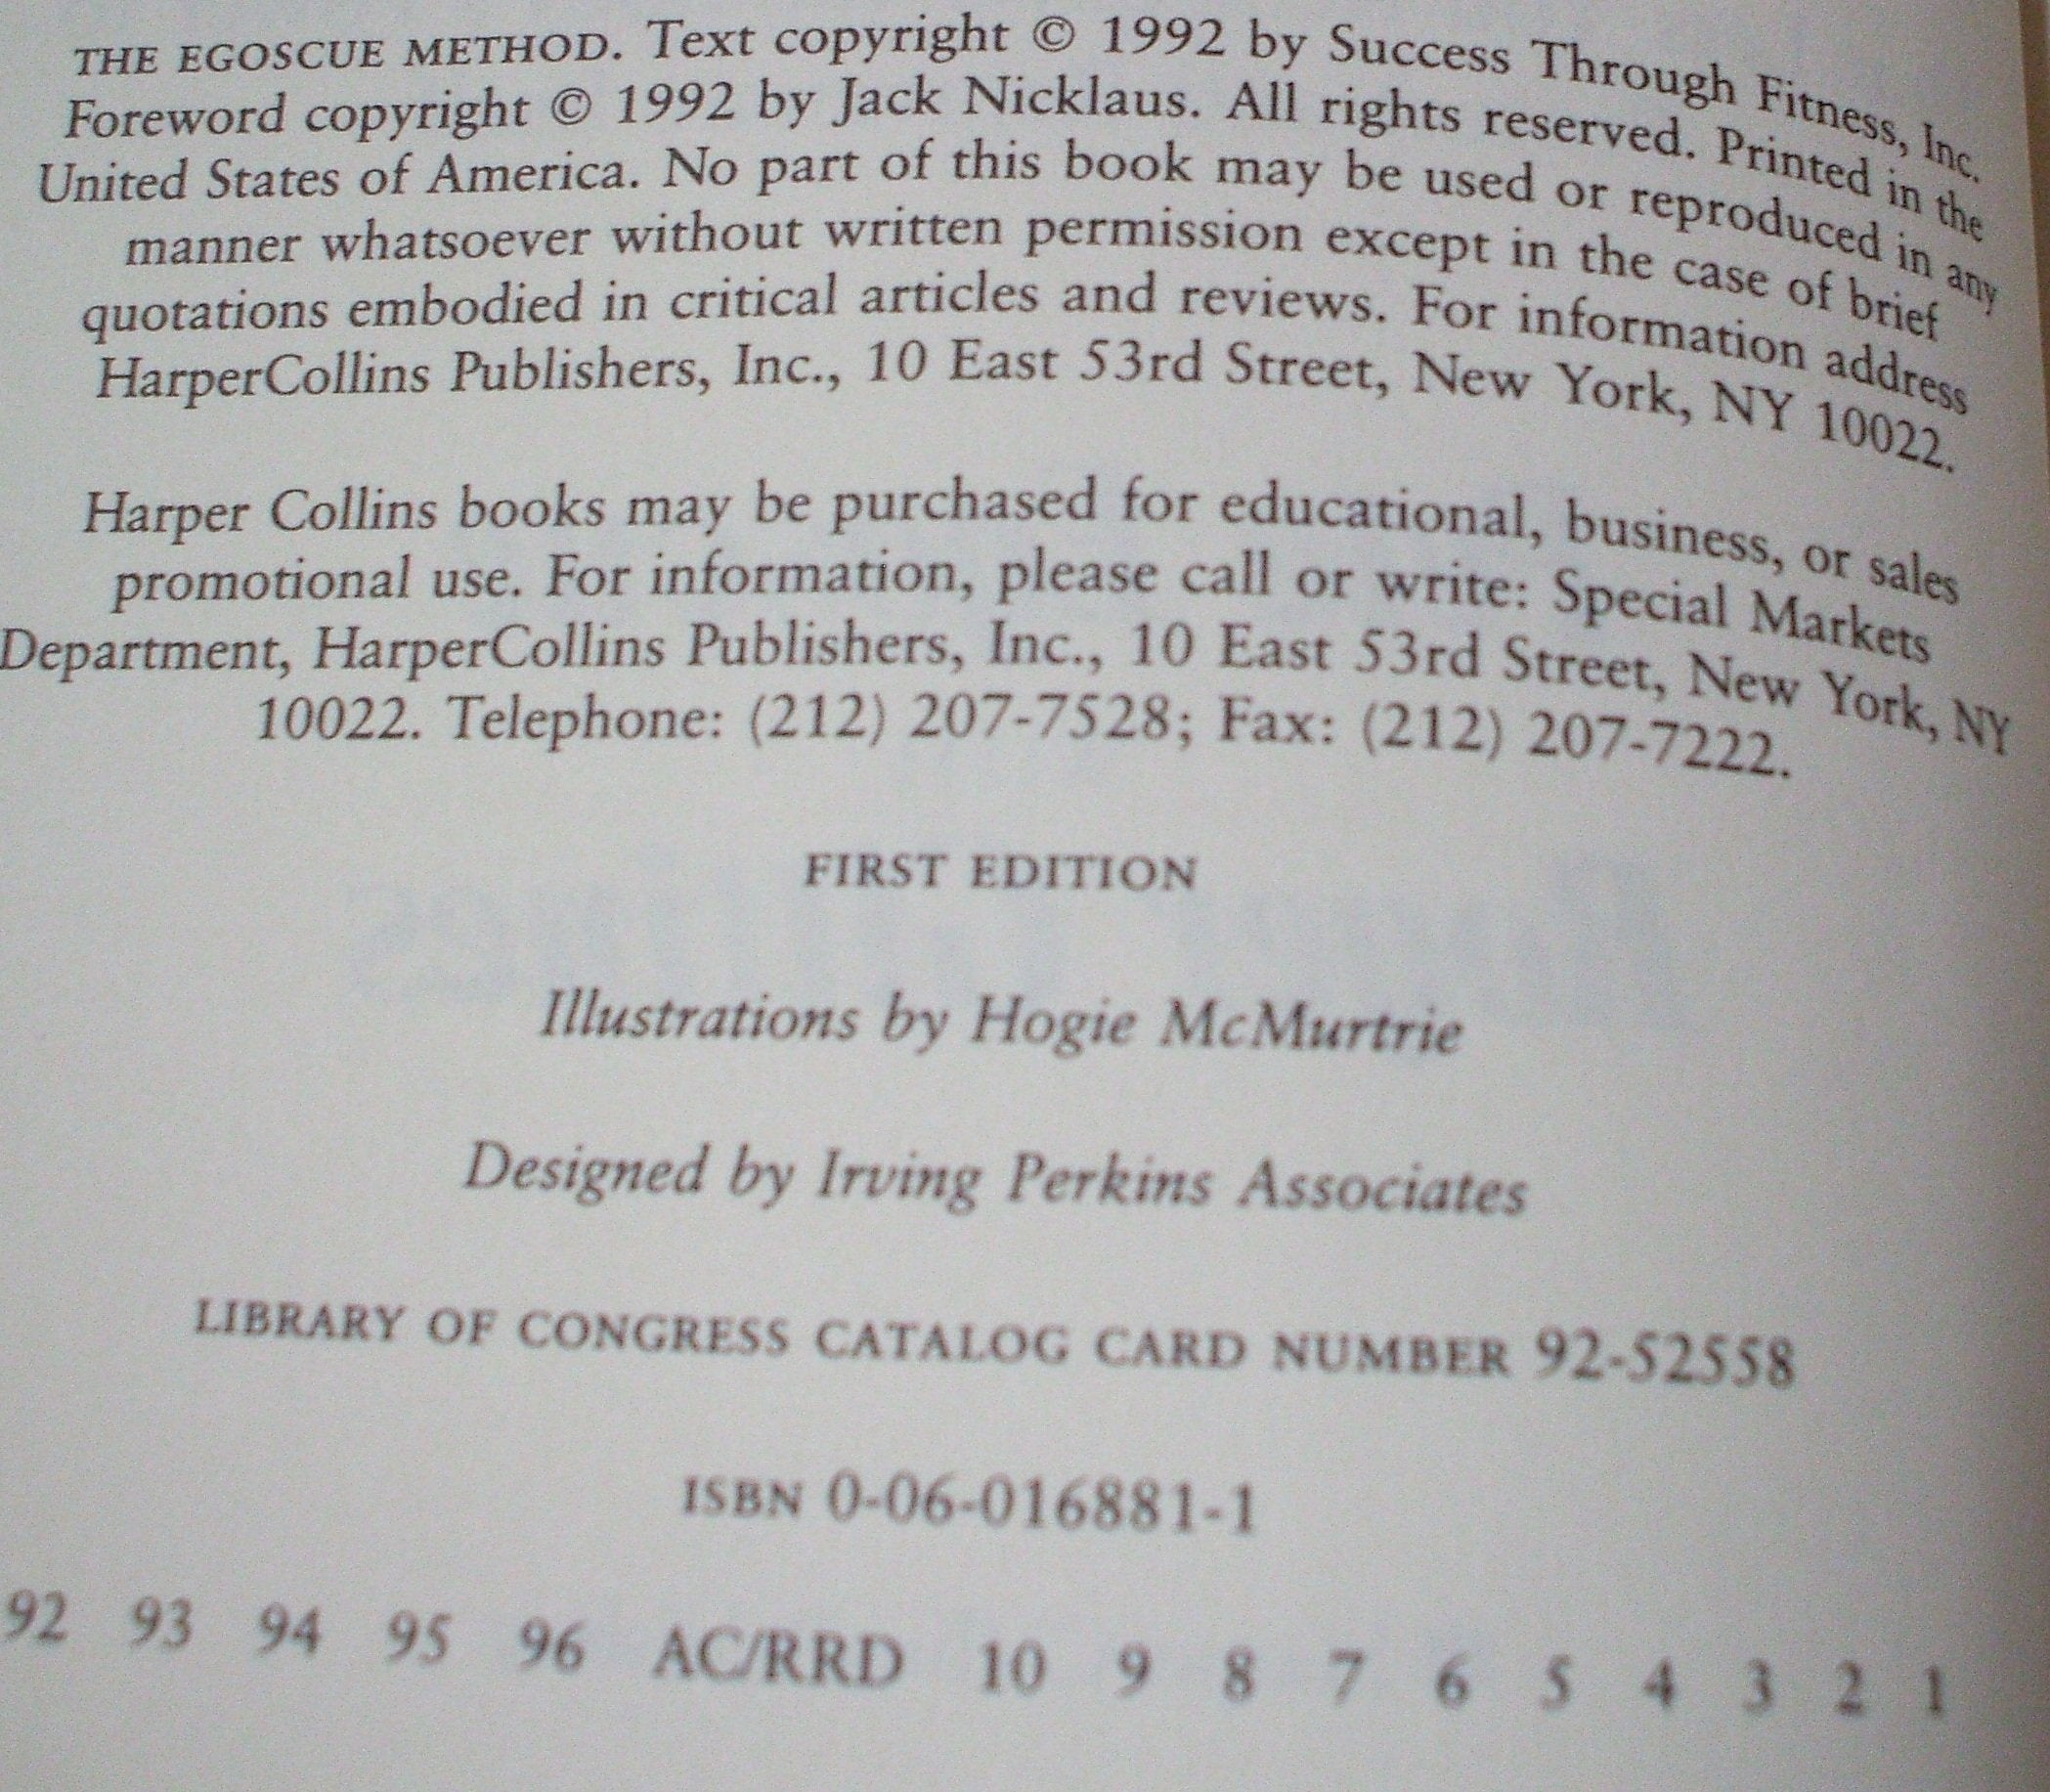 THE EGOSCUE METHOD. Text copyright © 1992 by Success Through Fitness, Inc.
Foreword copyright © 1992 by Jack Nicklaus. All rights reserved. Printed in the
United States of America. No part of this book may be used or reproduced in any
manner whatsoever without written permission except in the case of brief
quotations embodied in critical articles and reviews. For information address
HarperCollins Publishers, Inc., 10 East 53rd Street, New York, NY 10022.
Harper Collins books may be purchased for educational, business, or sales
promotional use. For information, please call or write: Special Markets
Department, HarperCollins Publishers, Inc., 10 East 53rd Street, New York, NY
10022. Telephone: (212) 207-7528; Fax: (212) 207-7222.
FIRST EDITION
Illustrations by Hogie McMurtrie
Designed by Irving Perkins Associates
LIBRARY OF CONGRESS CATALOG CARD NUMBER 92-52558
ISBN 0-06-016881-1
92 93 94 95 96 AC/RRD 10 9 8 7 6 5 4 3 2 1